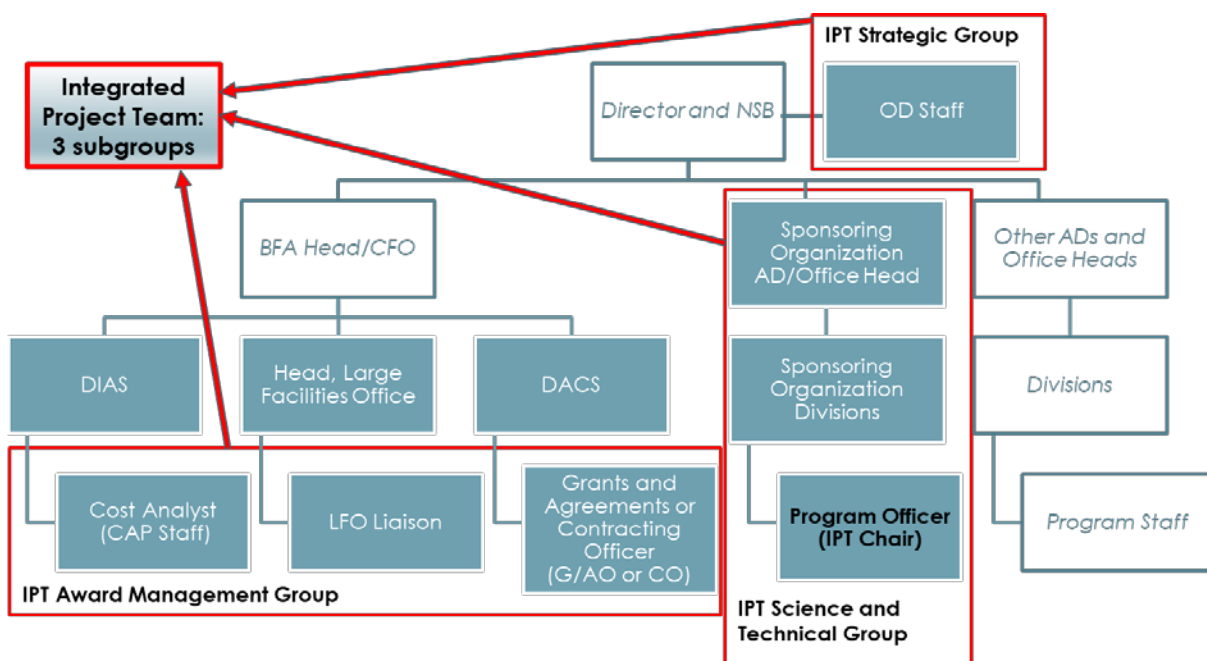 IPT Strategic Group
Integrated
Project Team:
3 subgroups
Director and NSB
OD Staff
BFA Head/CFO
Sponsoring
Organization
AD/Office Head
Other ADs and
Office Heads
DIAS
Head, Large
Facilities Office
DACS
Sponsoring
Organization
Divisions
Divisions
Cost Analyst
(CAP Staff)
LFO Liaison
Grants and
Agreements or
Contracting
Officer
(G/AO or CO)
Program Officer
(IPT Chair)
Program Staff
IPT Award Management Group
IPT Science and
Technical Group